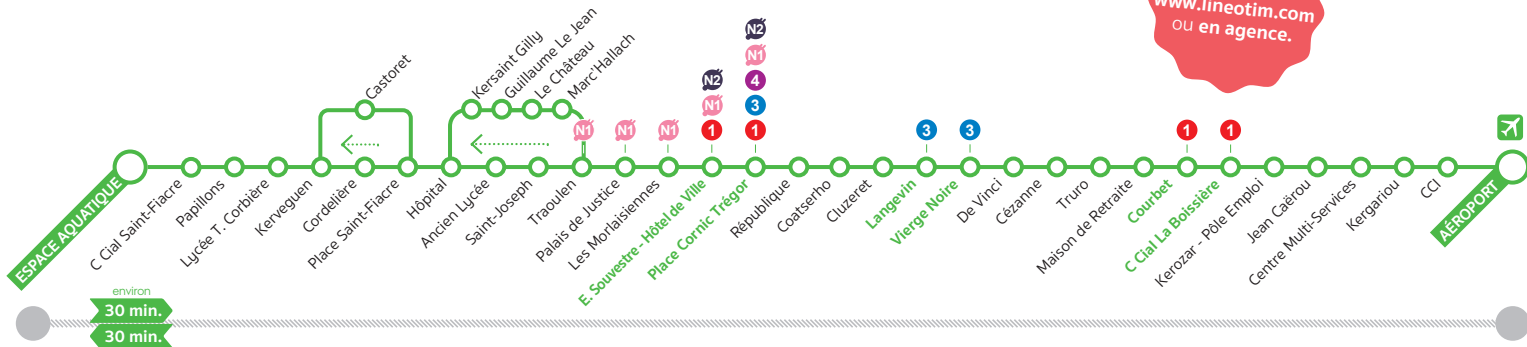 www.lineotim.com
ou en agence.
N2
N1
4
3
1
N2
N1
1
N1
N1
N1
3
3
1
1
Castoret
Kersaint Gilly
Guillaume Le Jean
Le Château
Marc'Hallach
ESPACE AQUATIQUE
C Cial Saint-Fiacre
Papillons
Lycée T. Corbière
Kerveguen
Cordelière
Place Saint-Fiacre
Hôpital
Ancien Lycée
Saint-Joseph
Traoulen
Palais de Justice
Les Morlaisiennes
E. Souvestre - Hôtel de Ville
Place Cornic Trégor
République
Coatserho
Cluzeret
Langevin
Vierge Noire
De Vinci
Cézanne
Truro
Maison de Retraite
Courbet
C Cial La Boissière
Kerozar - Pôle Emploi
Jean Caërou
Centre Multi-Services
Kerganiou
CCI
AÉROPORT
environ
30 min.
30 min.